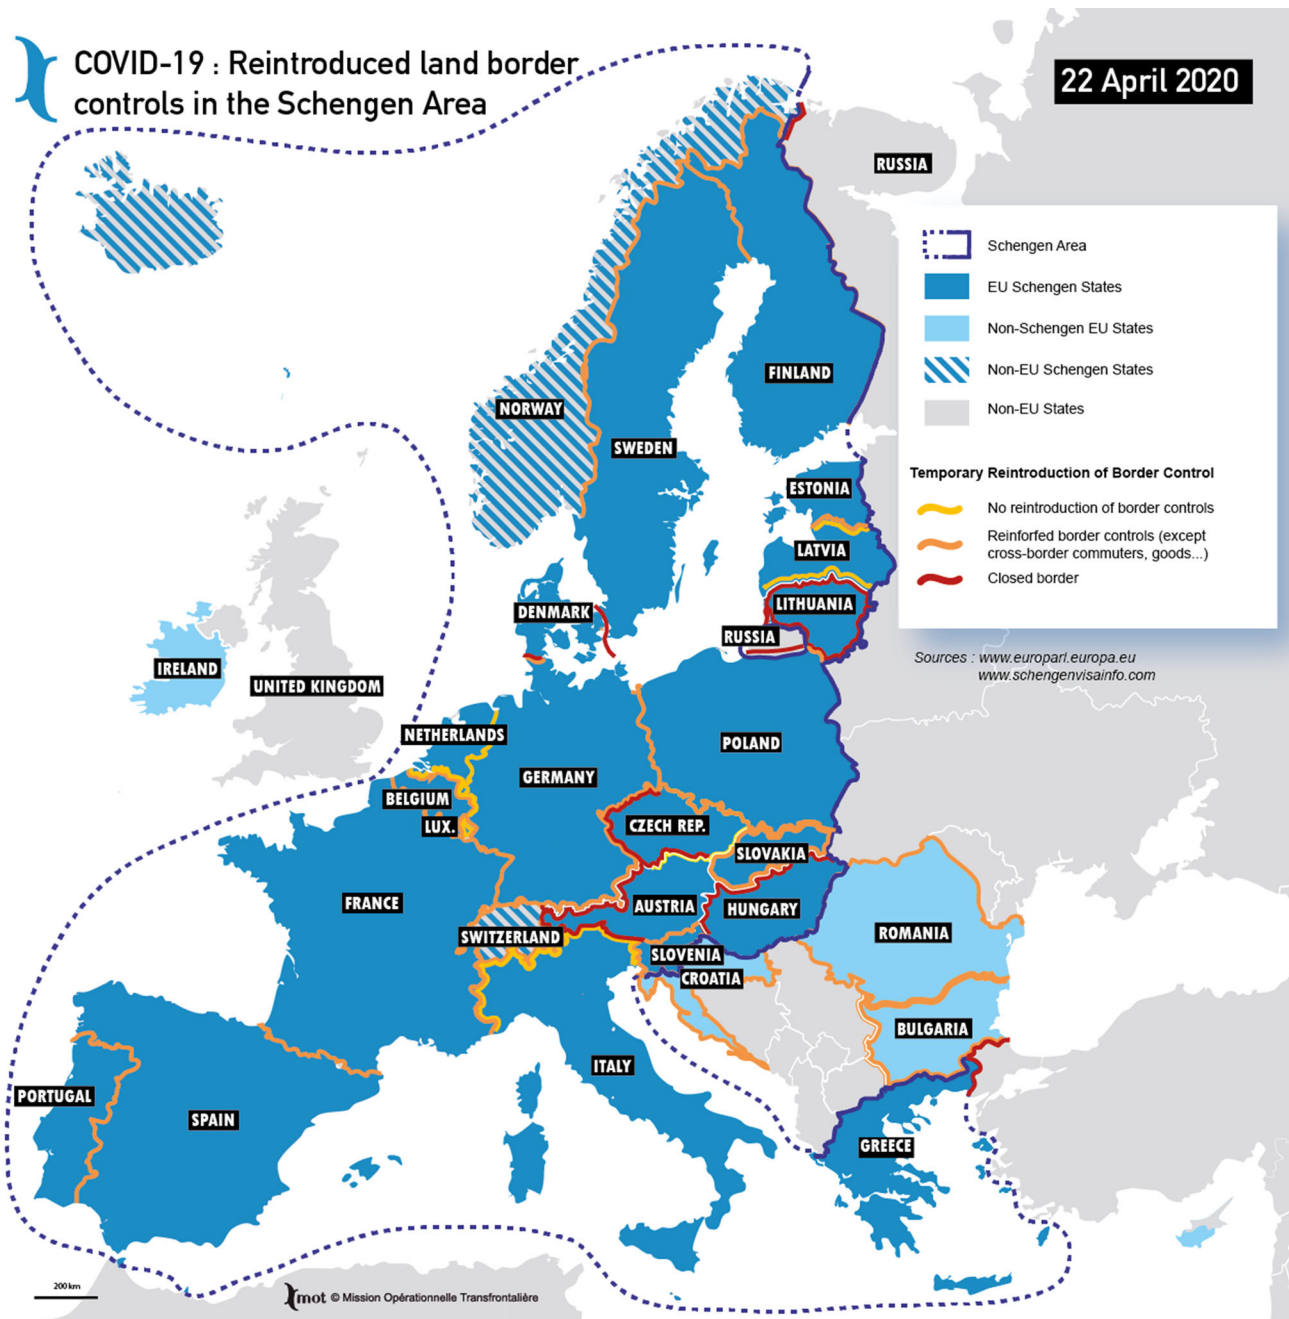 COVID-19 : Reintroduced land border
controls in the Schengen Area
22 April 2020
RUSSIA
Schengen Area
EU Schengen States
Non-Schengen EU States
Non-EU Schengen States
Non-EU States
Temporary Reintroduction of Border Control
No reintroduction of border controls
Reinforfed border controls (except
cross-border commuters, goods...)
Closed border
Sources : www.europarl.europa.eu
www.schengenvisainfo.com
FINLAND
NORWAY
SWEDEN
ESTONIA
LATVIA
LITHUANIA
DENMARK
RUSSIA
IRELAND
UNITED KINGDOM
NETHERLANDS
POLAND
GERMANY
BELGIUM
LUX.
CZECH REP.
SLOVAKIA
FRANCE
AUSTRIA
HUNGARY
SWITZERLAND
ROMANIA
SLOVENIA
CROATIA
BULGARIA
ITALY
PORTUGAL
SPAIN
GREECE
200 km
mot © Mission Opérationnelle Transfrontalière